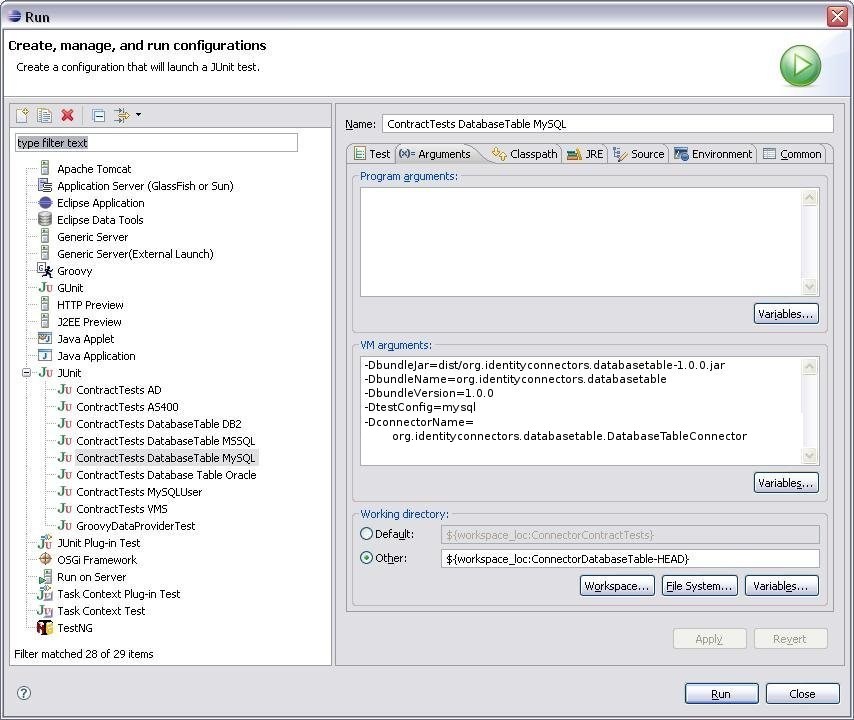 Run
Create, manage, and run configurations
Create a configuration that will launch a JUnit test.
type filter text
Apache Tomcat
Application Server (GlassFish or Sun)
Eclipse Application
Eclipse Data Tools
Generic Server
Generic Server(External Launch)
Groovy
GUnit
HTTP Preview
J2EE Preview
Java Applet
Java Application
JUnit
ContractTests AD
ContractTests AS400
ContractTests DatabaseTable DB2
ContractTests DatabaseTable MSSQL
ContractTests DatabaseTable MySQL
ContractTests Database Table Oracle
ContractTests MySQLUser
ContractTests VMS
GroovyDataProviderTest
JUnit Plug-in Test
OSGi Framework
Run on Server
Task Context Plug-in Test
Task Context Test
TestNG
Filter matched 28 of 29 items
Name: ContractTests DatabaseTable MySQL
Test (x)= Arguments Classpath JRE Source Environment Common
Program arguments:
Variables...
VM arguments:
-DbundleJar=dist/org.identityconnectors.databasetable-1.0.0.jar
-DbundleName=org.identityconnectors.databasetable
-DbundleVersion=1.0.0
-DtestConfig=mysql
-DconnectorName=
org.identityconnectors.databasetable.DatabaseTableConnector
Variables...
Working directory:
Default: ${workspace_loc:ConnectorContractTests}
Other: ${workspace_loc:ConnectorDatabaseTable-HEAD}
Workspace... File System... Variables...
Apply Revert
Run Close